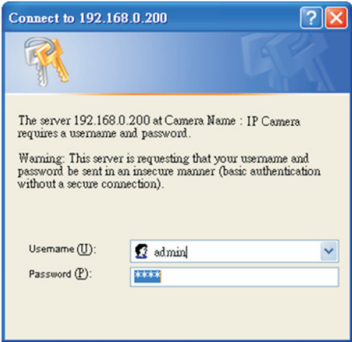 Connect to 192.168.0.200
The server 192.168.0.200 at Camera Name : IP Camera
requires a username and password.
Warning: This server is requesting that your username and
password be sent in an insecure manner (basic authentication
without a secure connection).
Username (U):
admin
Password (P):
****